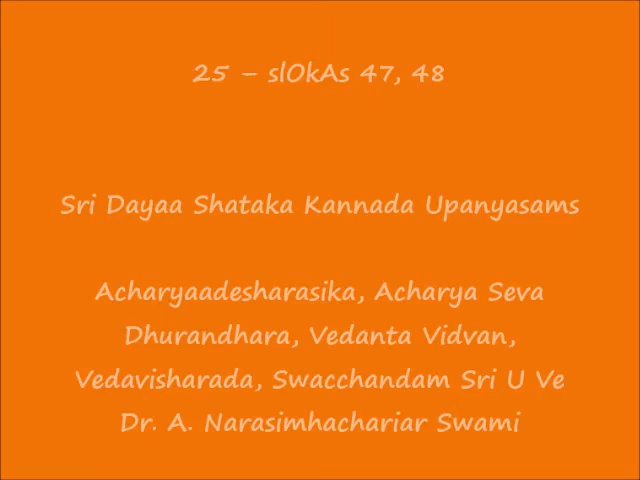 25 – slOkAs 47, 48
Sri Dayaa Shataka Kannada Upanyasams
Acharyaadesharasika, Acharya Seva
Dhurandhara, Vedanta Vidvan,
Vedavisharada, Swacchandam Sri U Ve
Dr. A. Narasimhachariar Swami